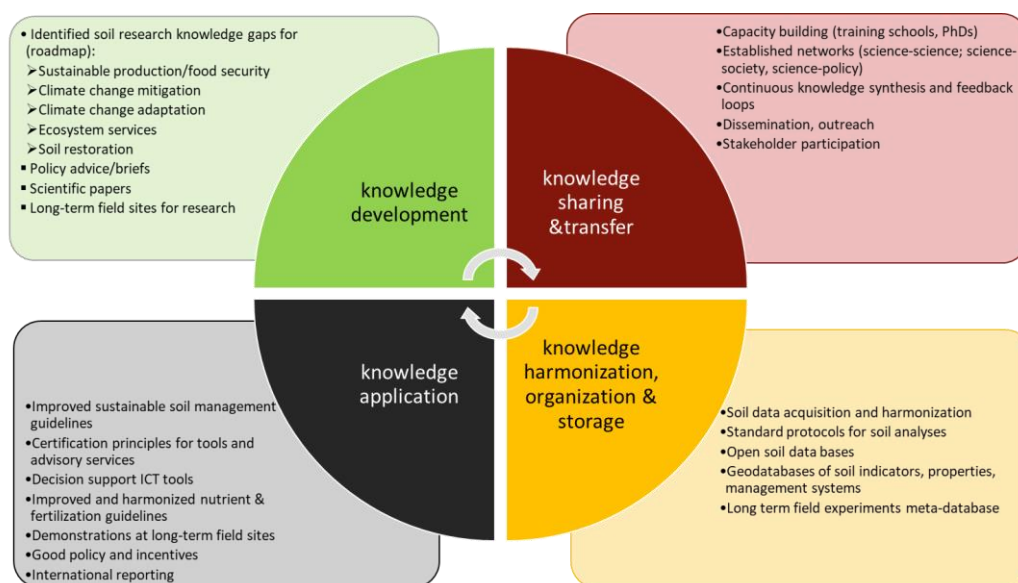 • Identified soil research knowledge gaps for
(roadmap):
➢Sustainable production/food security
➢Climate change mitigation
➢Climate change adaptation
➢Ecosystem services
➢Soil restoration
▪ Policy advice/briefs
▪ Scientific papers
▪ Long-term field sites for research
knowledge
development
•Capacity building (training schools, PhDs)
•Established networks (science-science; science-
society, science-policy)
•Continuous knowledge synthesis and feedback
loops
•Dissemination, outreach
•Stakeholder participation
knowledge
sharing
&transfer
knowledge
application
•Improved sustainable soil management
guidelines
•Certification principles for tools and
advisory services
•Decision support ICT tools
•Improved and harmonized nutrient &
fertilization guidelines
•Demonstrations at long-term field sites
•Good policy and incentives
•International reporting
knowledge
harmonization,
organization &
storage
•Soil data acquisition and harmonization
•Standard protocols for soil analyses
•Open soil data bases
•Geodatabases of soil indicators, properties,
management systems
•Long term field experiments meta-database